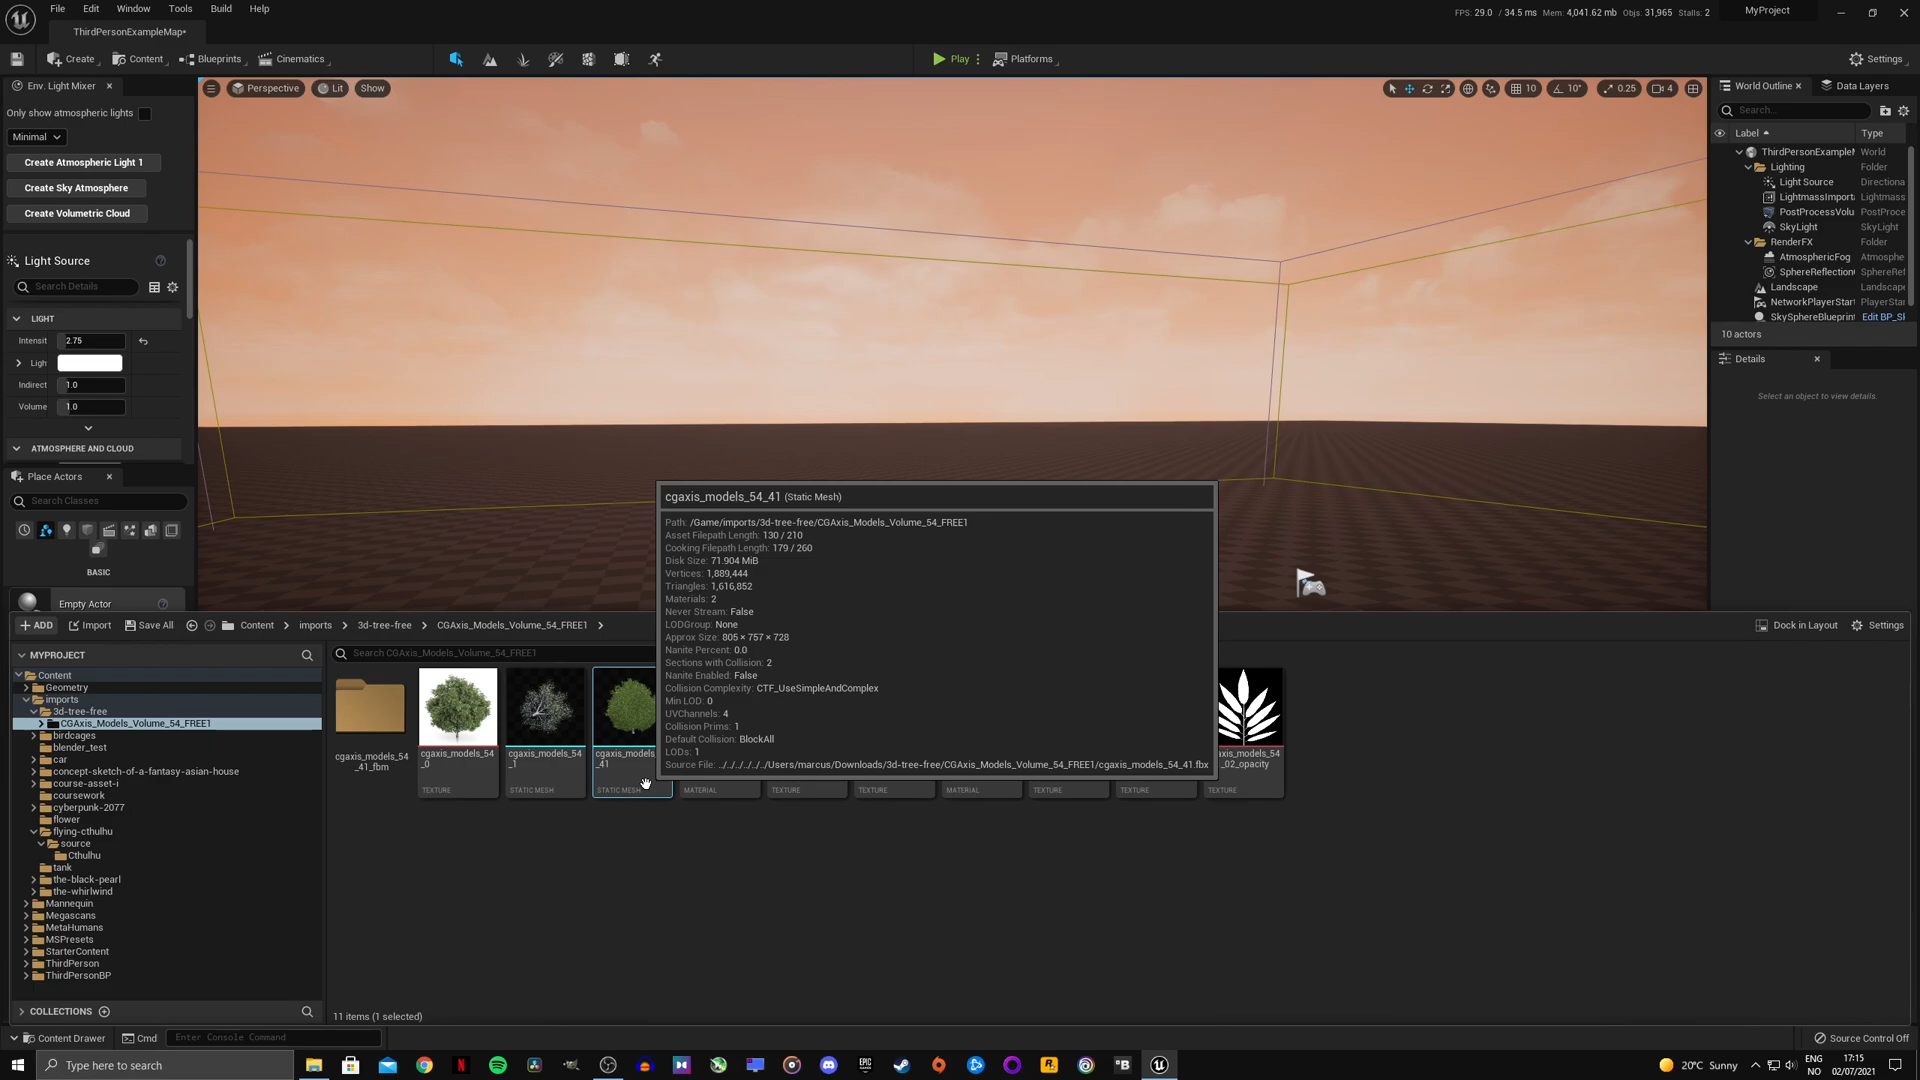 File Edit Window Tools Build Help
FPS: 29.0 / 34.5 ms Mem: 4,041.62 mb Objs: 31,965 Stalls: 2 MyProject
ThirdPersonExampleMap*
Create Content Blueprints Cinematics Play Platforms Settings
Env. Light Mixer
Only show atmospheric lights
Minimal
Create Atmospheric Light 1
Create Sky Atmosphere
Create Volumetric Cloud
Light Source
Search Details
LIGHT
Intensit 2.75
Ligh
Indirect 1.0
Volume 1.0
ATMOSPHERE AND CLOUD
Place Actors
Search Classes
BASIC
Empty Actor
Perspective Lit Show
10 10° 0.25 4
World Outline Data Layers
Search...
Label Type
ThirdPersonExampleM World
Lighting Folder
Light Source Directiona
LightmassImport Lightmass
PostProcessVolu PostProce
SkyLight SkyLight
RenderFX Folder
AtmosphericFog Atmosphe
SphereReflection SphereRef
Landscape Landscape
NetworkPlayerStar PlayerStar
SkySphereBlueprin Edit BP_Sl
10 actors
Details
Select an object to view details.
cgaxis_models_54_41 (Static Mesh)
Path: /Game/imports/3d-tree-free/CGAxis_Models_Volume_54_FREE1
Asset Filepath Length: 130 / 210
Cooking Filepath Length: 179 / 260
Disk Size: 71.904 MiB
Vertices: 1,889,444
Triangles: 1,616,852
Materials: 2
Never Stream: False
LODGroup: None
Approx Size: 805 × 757 × 728
Nanite Percent: 0.0
Sections with Collision: 2
Nanite Enabled: False
Collision Complexity: CTF_UseSimpleAndComplex
Min LOD: 0
UVChannels: 4
Collision Prims: 1
Default Collision: BlockAll
LODs: 1
Source File: ../../../../../../Users/marcus/Downloads/3d-tree-free/CGAxis_Models_Volume_54_FREE1/cgaxis_models_54_41.fbx
ADD Import Save All Content imports 3d-tree-free CGAxis_Models_Volume_54_FREE1
Dock in Layout Settings
MYPROJECT
Search CGAxis_Models_Volume_54_FREE1
Content
Geometry
imports
3d-tree-free
CGAxis_Models_Volume_54_FREE1
birdcages
blender_test
car
concept-sketch-of-a-fantasy-asian-house
course-asset-i
coursework
cyberpunk-2077
flower
flying-cthulhu
source
Cthulhu
tank
the-black-pearl
the-whirlwind
Mannequin
Megascans
MetaHumans
MSPresets
StarterContent
ThirdPerson
ThirdPersonBP
cgaxis_models_54
_41_fbm
cgaxis_models_54
_0
TEXTURE
cgaxis_models_54
_1
STATIC MESH
cgaxis_models
_41
STATIC MESH
MATERIAL
TEXTURE
TEXTURE
MATERIAL
TEXTURE
TEXTURE
axis_models_54
_02_opacity
TEXTURE
COLLECTIONS
11 items (1 selected)
Content Drawer Cmd Enter Console Command
Source Control Off
Type here to search
EPIC
GAMES
B
20°C Sunny
ENG
NO
17:15
02/07/2021